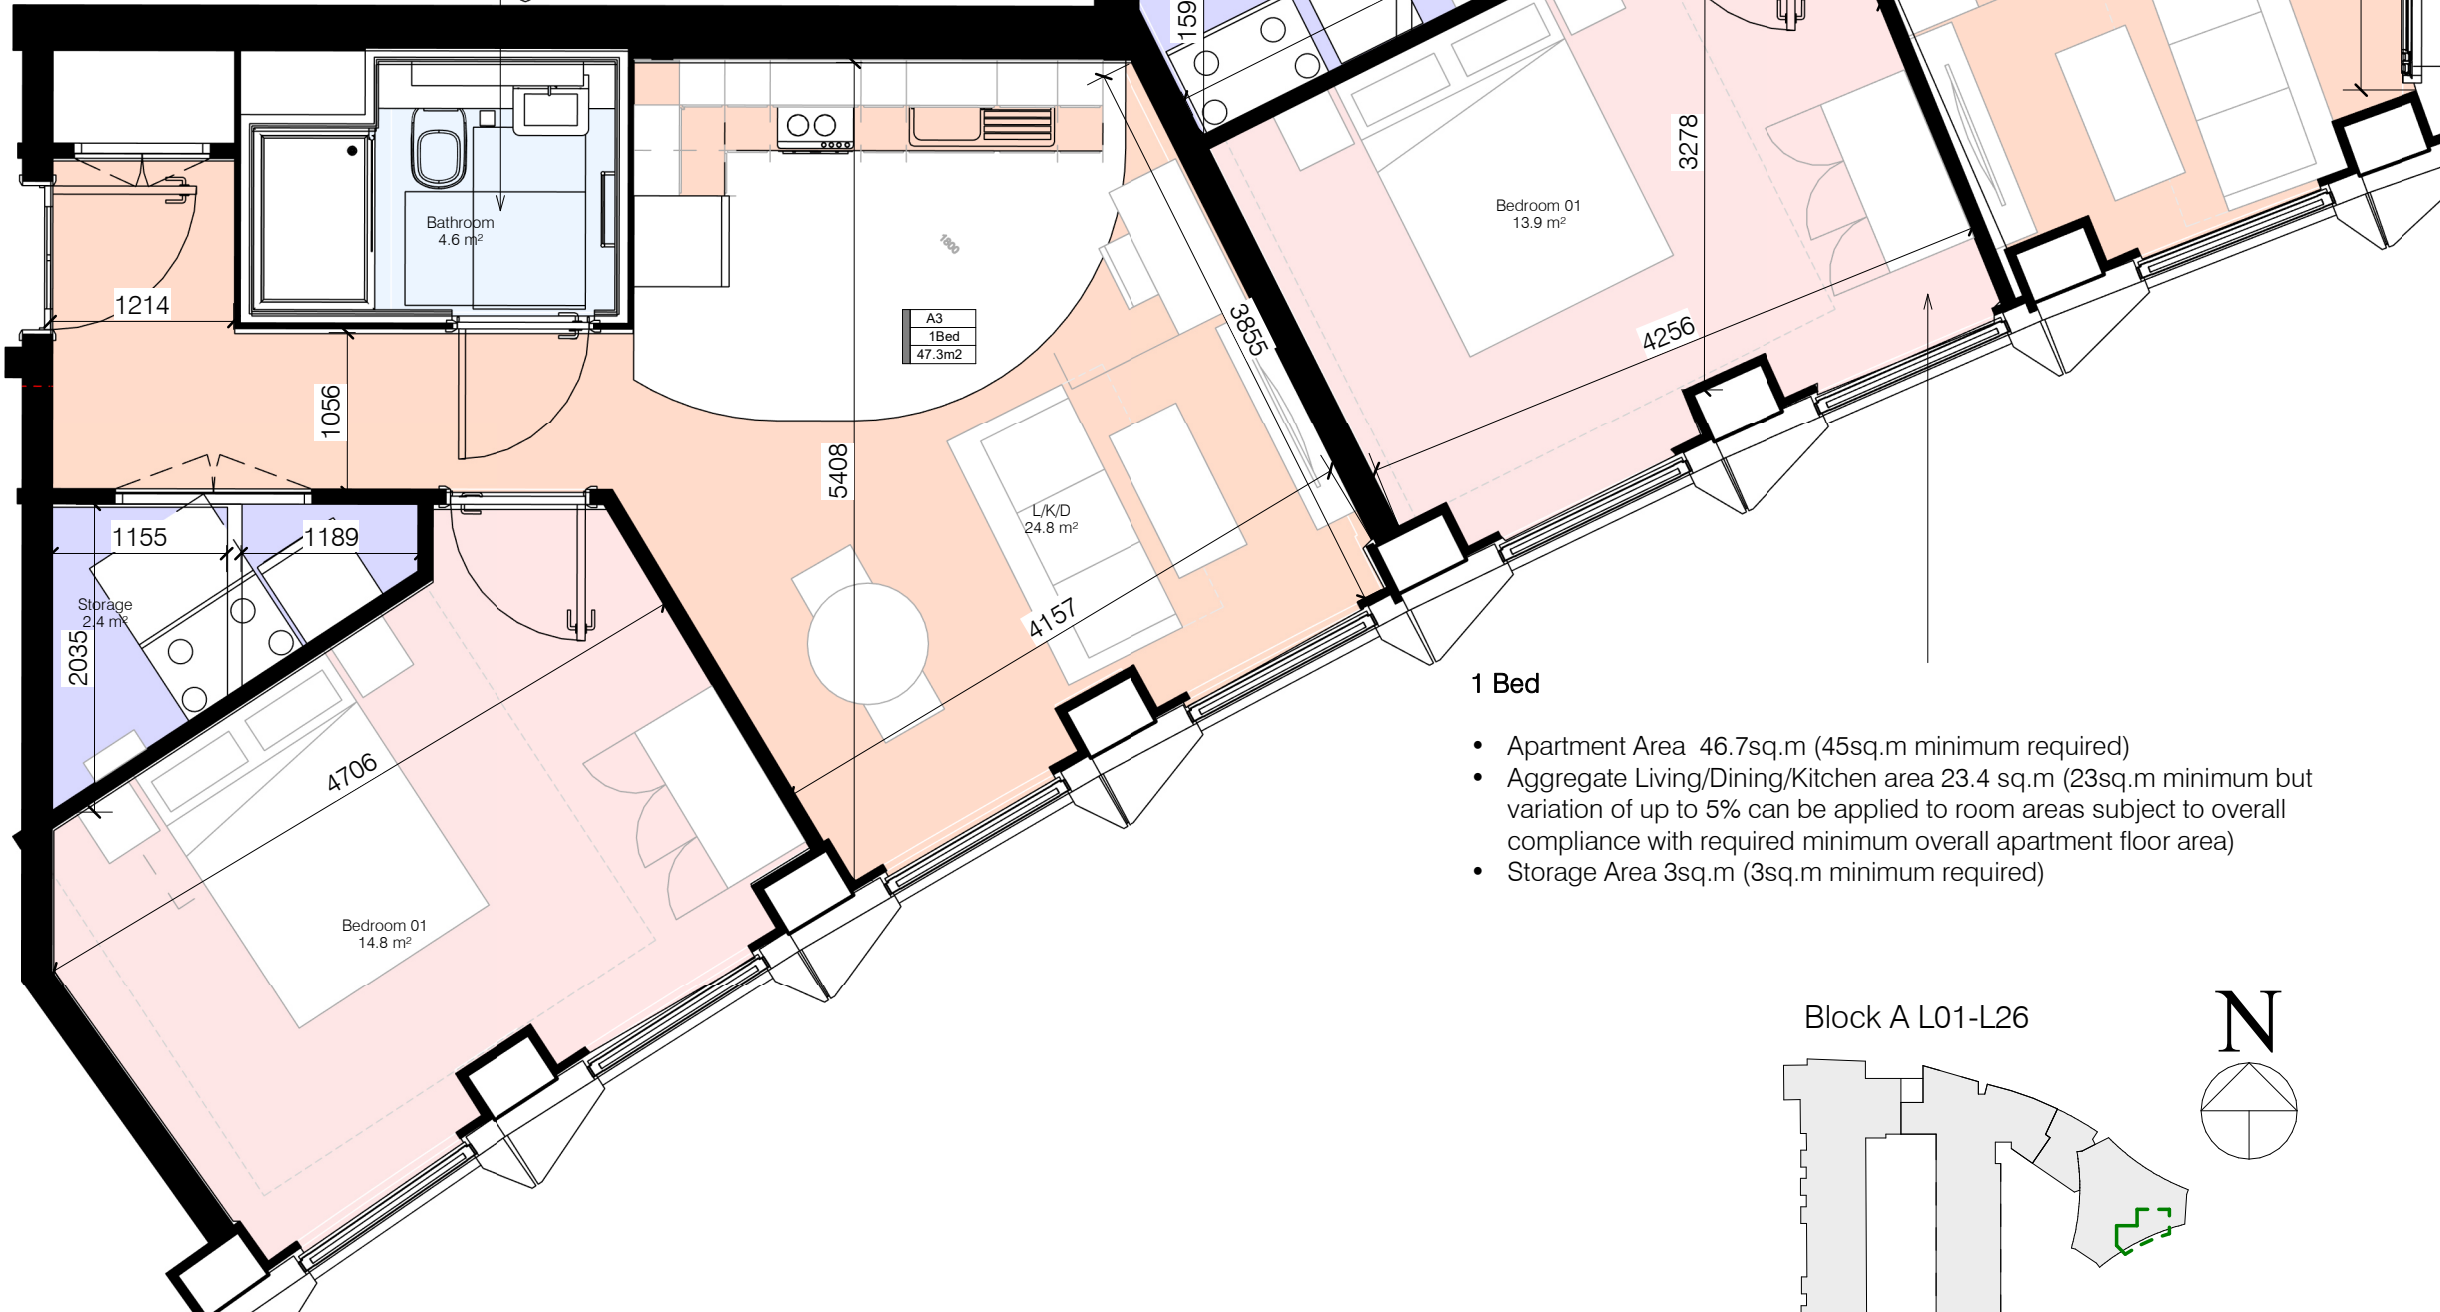 159
Bathroom
4.6 m²
1214
1056
1800
A3
1Bed
47.3m2
3855
5408
3278
Bedroom 01
13.9 m²
4256
L/K/D
24.8 m²
4157
1155
1189
Storage
2.4 m²
2035
4706
Bedroom 01
14.8 m²
1 Bed
• Apartment Area 46.7sq.m (45sq.m minimum required)
• Aggregate Living/Dining/Kitchen area 23.4 sq.m (23sq.m minimum but
variation of up to 5% can be applied to room areas subject to overall
compliance with required minimum overall apartment floor area)
• Storage Area 3sq.m (3sq.m minimum required)
Block A L01-L26
N